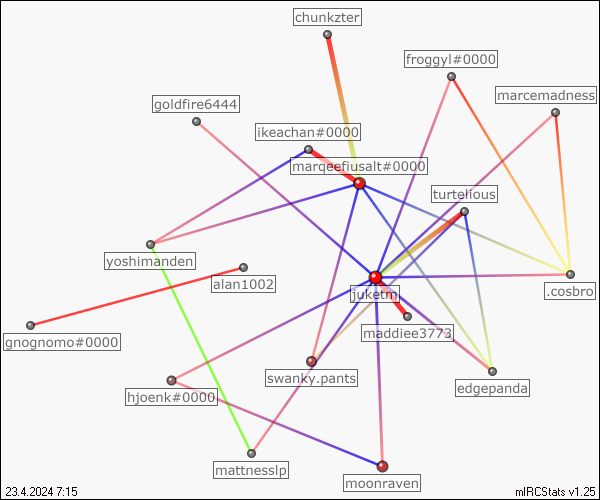 chunkzter
froggyl#0000
marcemadness
goldfire6444
ikeachan#0000
marqeefiusalt#0000
turtelious
yoshimanden
alan1002
.cosbro
juketm
gnognomo#0000
maddiee3773
swanky.pants
edgepanda
hjoenk#0000
mattnesslp
moonraven
23.4.2024 7:15
mIRCStats v1.25